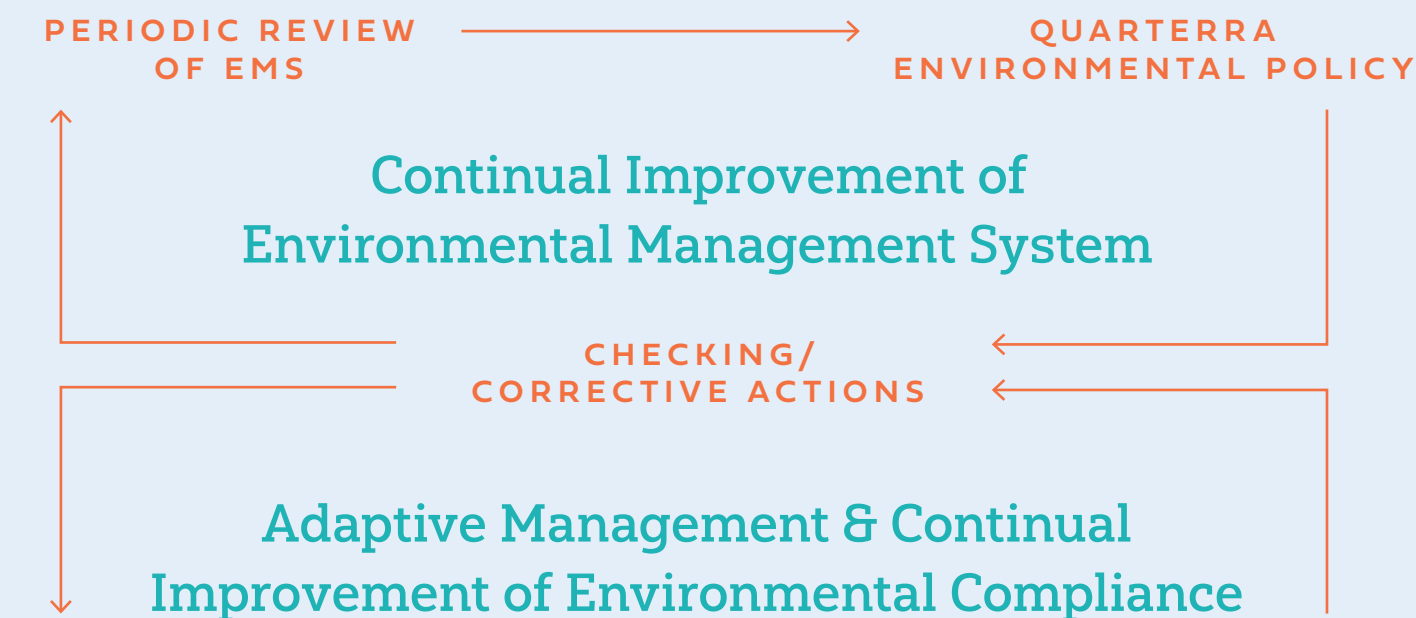 PERIODIC REVIEW
OF EMS
QUARTERRA
ENVIRONMENTAL POLICY
Continual Improvement of
Environmental Management System
CHECKING/
CORRECTIVE ACTIONS
Adaptive Management & Continual
Improvement of Environmental Compliance